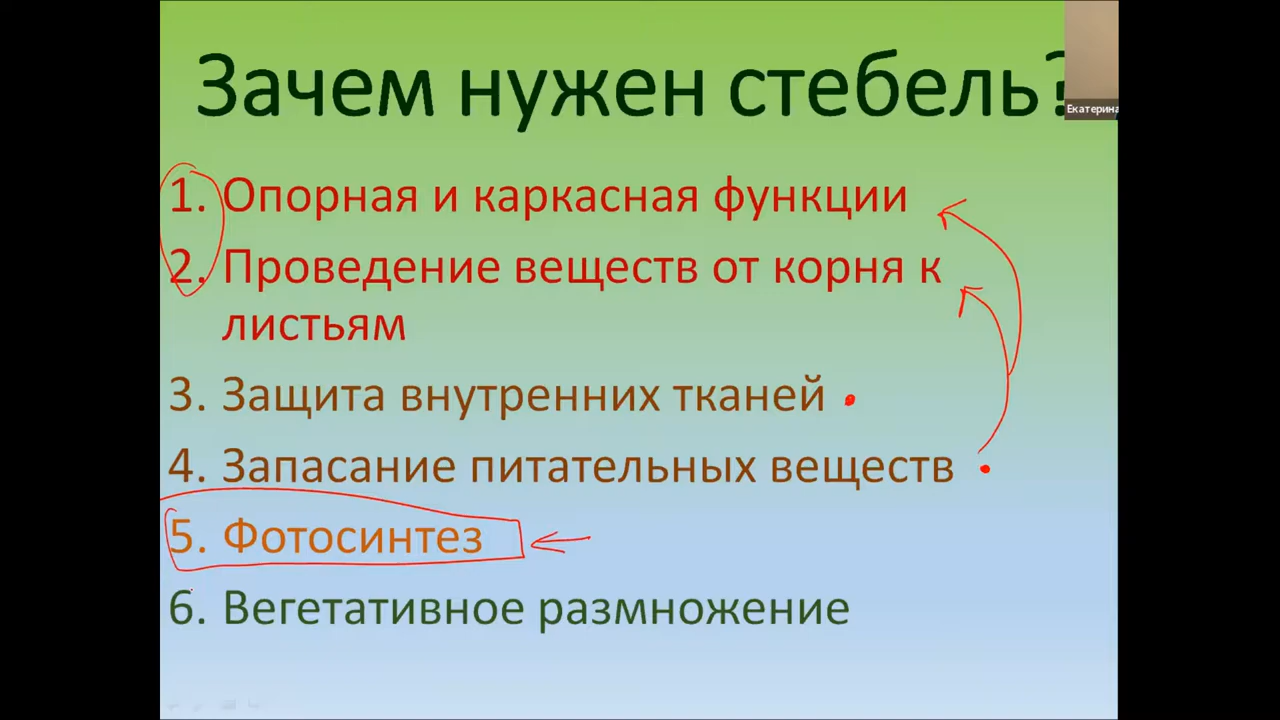 Зачем нужен стебель?
Екатерина
1. Опорная и каркасная функции
2. Проведение веществ от корня к
листьям
3. Защита внутренних тканей
4. Запасание питательных веществ
5. Фотосинтез
6. Вегетативное размножение